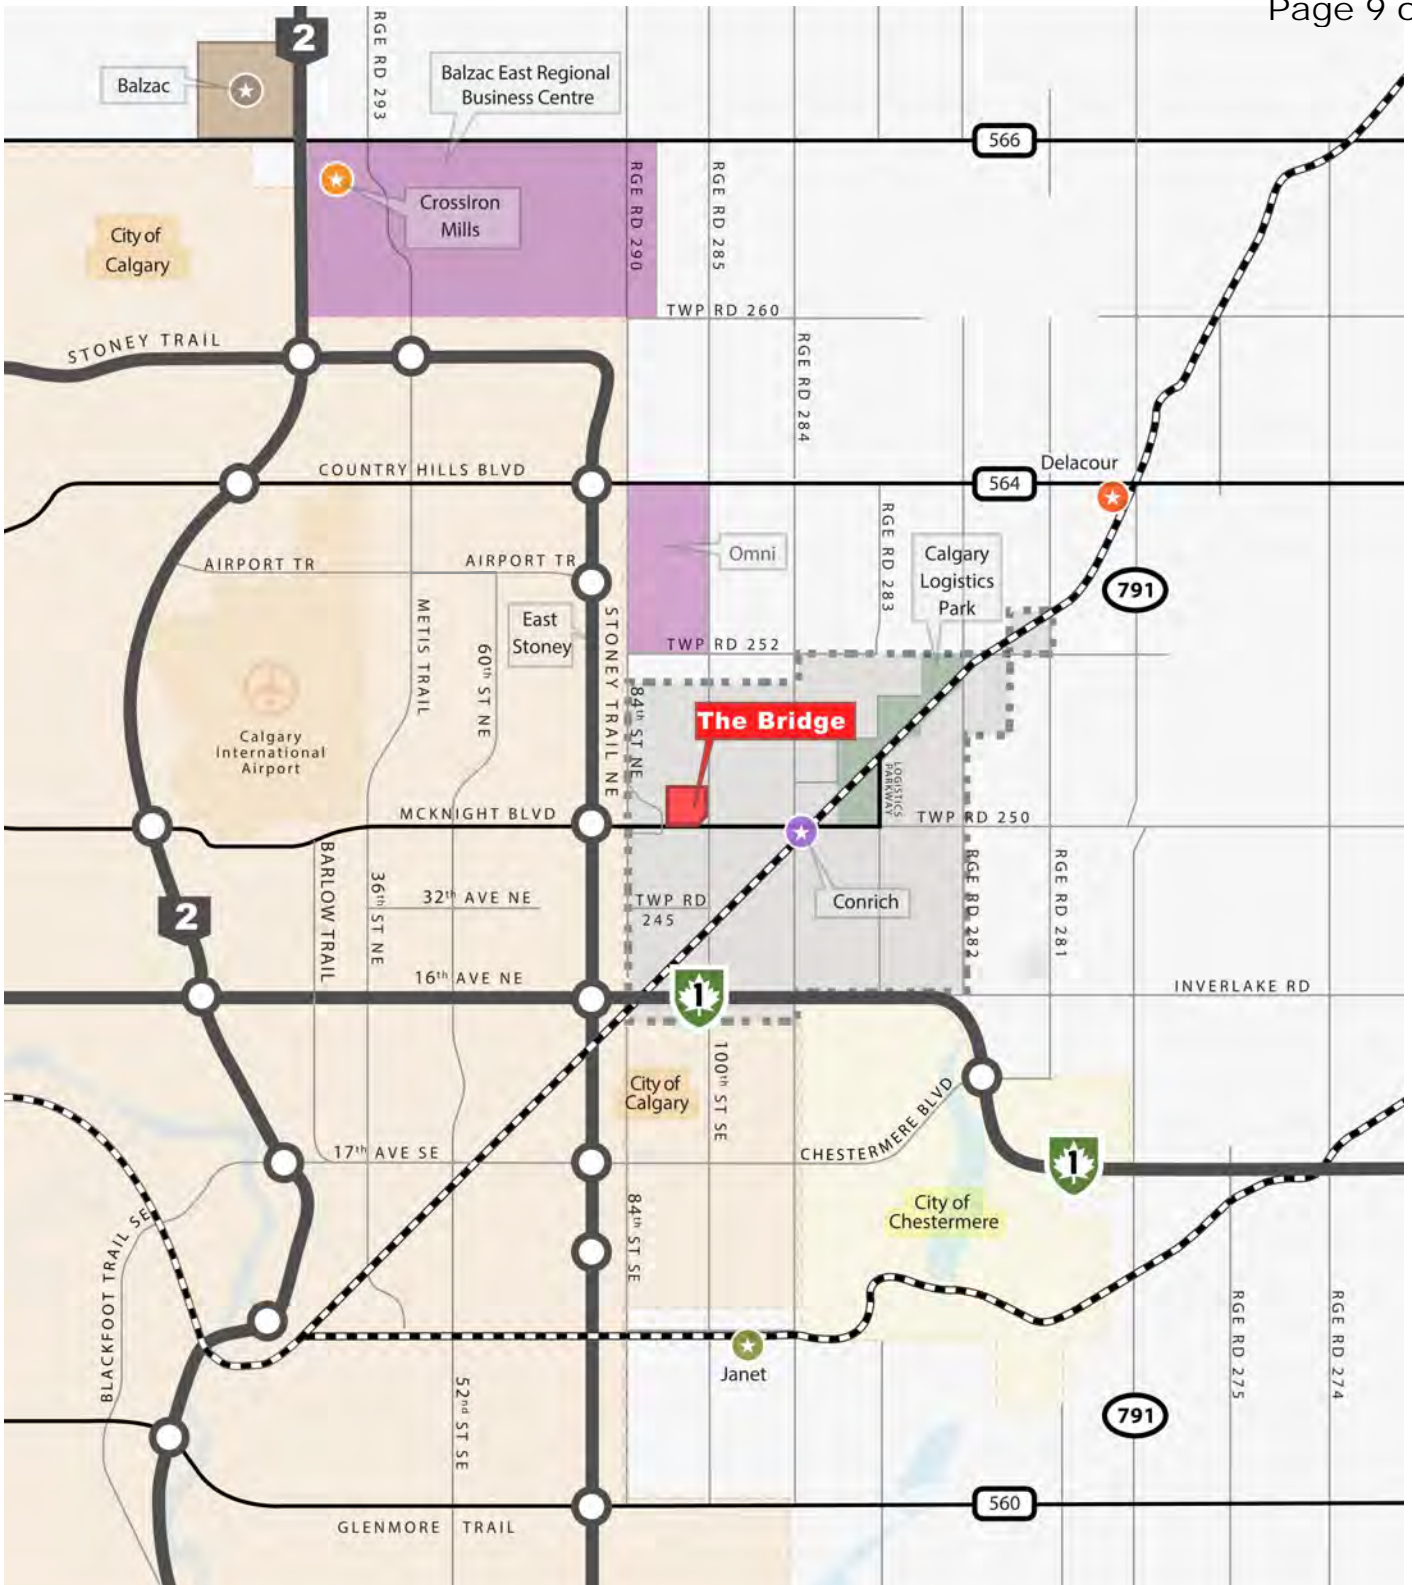 Page 9 o
2
RGE RD 293
Balzac
Balzac East Regional
Business Centre
566
RGE RD 290
RGE RD 285
CrossIron
Mills
City of
Calgary
TWP RD 260
STONEY TRAIL
RGE RD 284
COUNTRY HILLS BLVD
564
Delacour
RGE RD 283
AIRPORT TR
AIRPORT TR
Omni
Calgary
Logistics
Park
791
METIS TRAIL
60th ST NE
East
Stoney
STONEY TRAIL NE
TWP RD 252
84th ST NE
The Bridge
Calgary
International
Airport
LOGISTICS
PARKWAY
MCKNIGHT BLVD
TWP RD 250
BARLOW TRAIL
36th ST NE
32th AVE NE
TWP RD
245
Conrich
RGE RD 282
RGE RD 281
2
16th AVE NE
1
INVERLAKE RD
100th ST SE
City of
Calgary
CHESTERMERE BLVD
17th AVE SE
1
City of
Chestermere
84th ST SE
BLACKFOOT TRAIL SE
RGE RD 275
RGE RD 274
Janet
52nd ST SE
791
560
GLENMORE TRAIL